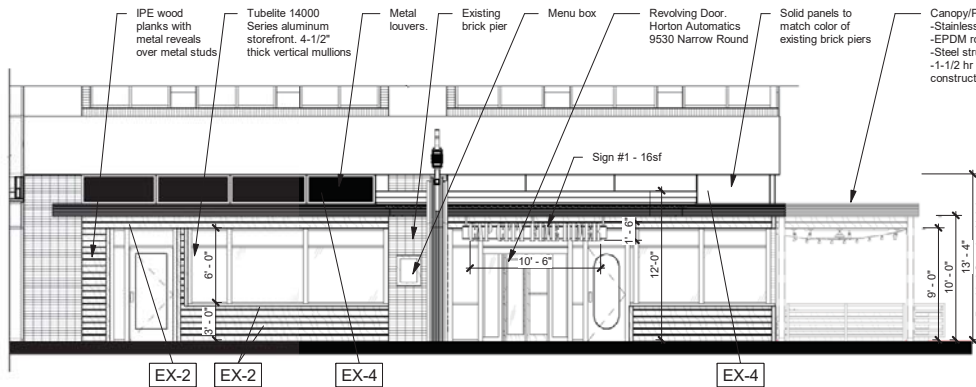 IPE wood
planks with
metal reveals
over metal studs
Tubelite 14000
Series aluminum
storefront. 4-1/2"
thick vertical mullions
Metal
louvers.
Existing
brick pier
Menu box
Revolving Door.
Horton Automatics
9530 Narrow Round
Solid panels to
match color of
existing brick piers
Canopy/P
-Stainless
-EPDM ro
-Steel stru
-1-1/2 hr
construct
Sign #1 - 16sf
1' - 6"
10' - 6"
12'-0"
6' - 0"
3' - 0"
9' - 0"
10' - 0"
13' - 4"
EX-2
EX-2
EX-4
EX-4